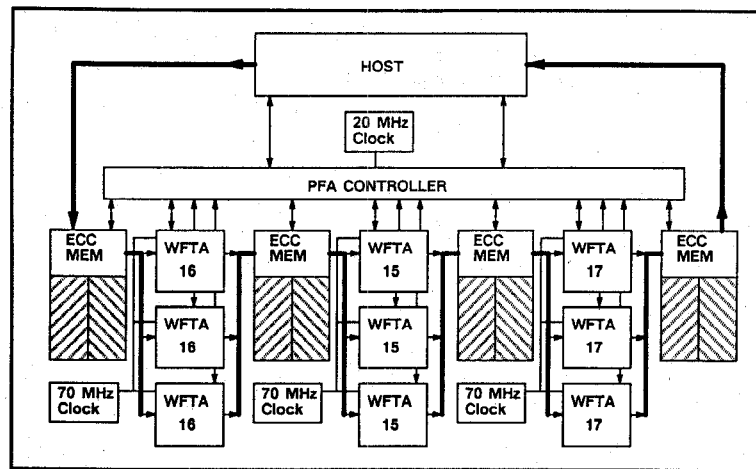 HOST
20 MHz
Clock
PFA CONTROLLER
ECC
MEM
WFTA
16
ECC
MEM
WFTA
15
ECC
MEM
WFTA
17
ECC
MEM
WFTA
16
WFTA
15
WFTA
17
70 MHz
Clock
WFTA
16
70 MHz
Clock
WFTA
15
70 MHz
Clock
WFTA
17